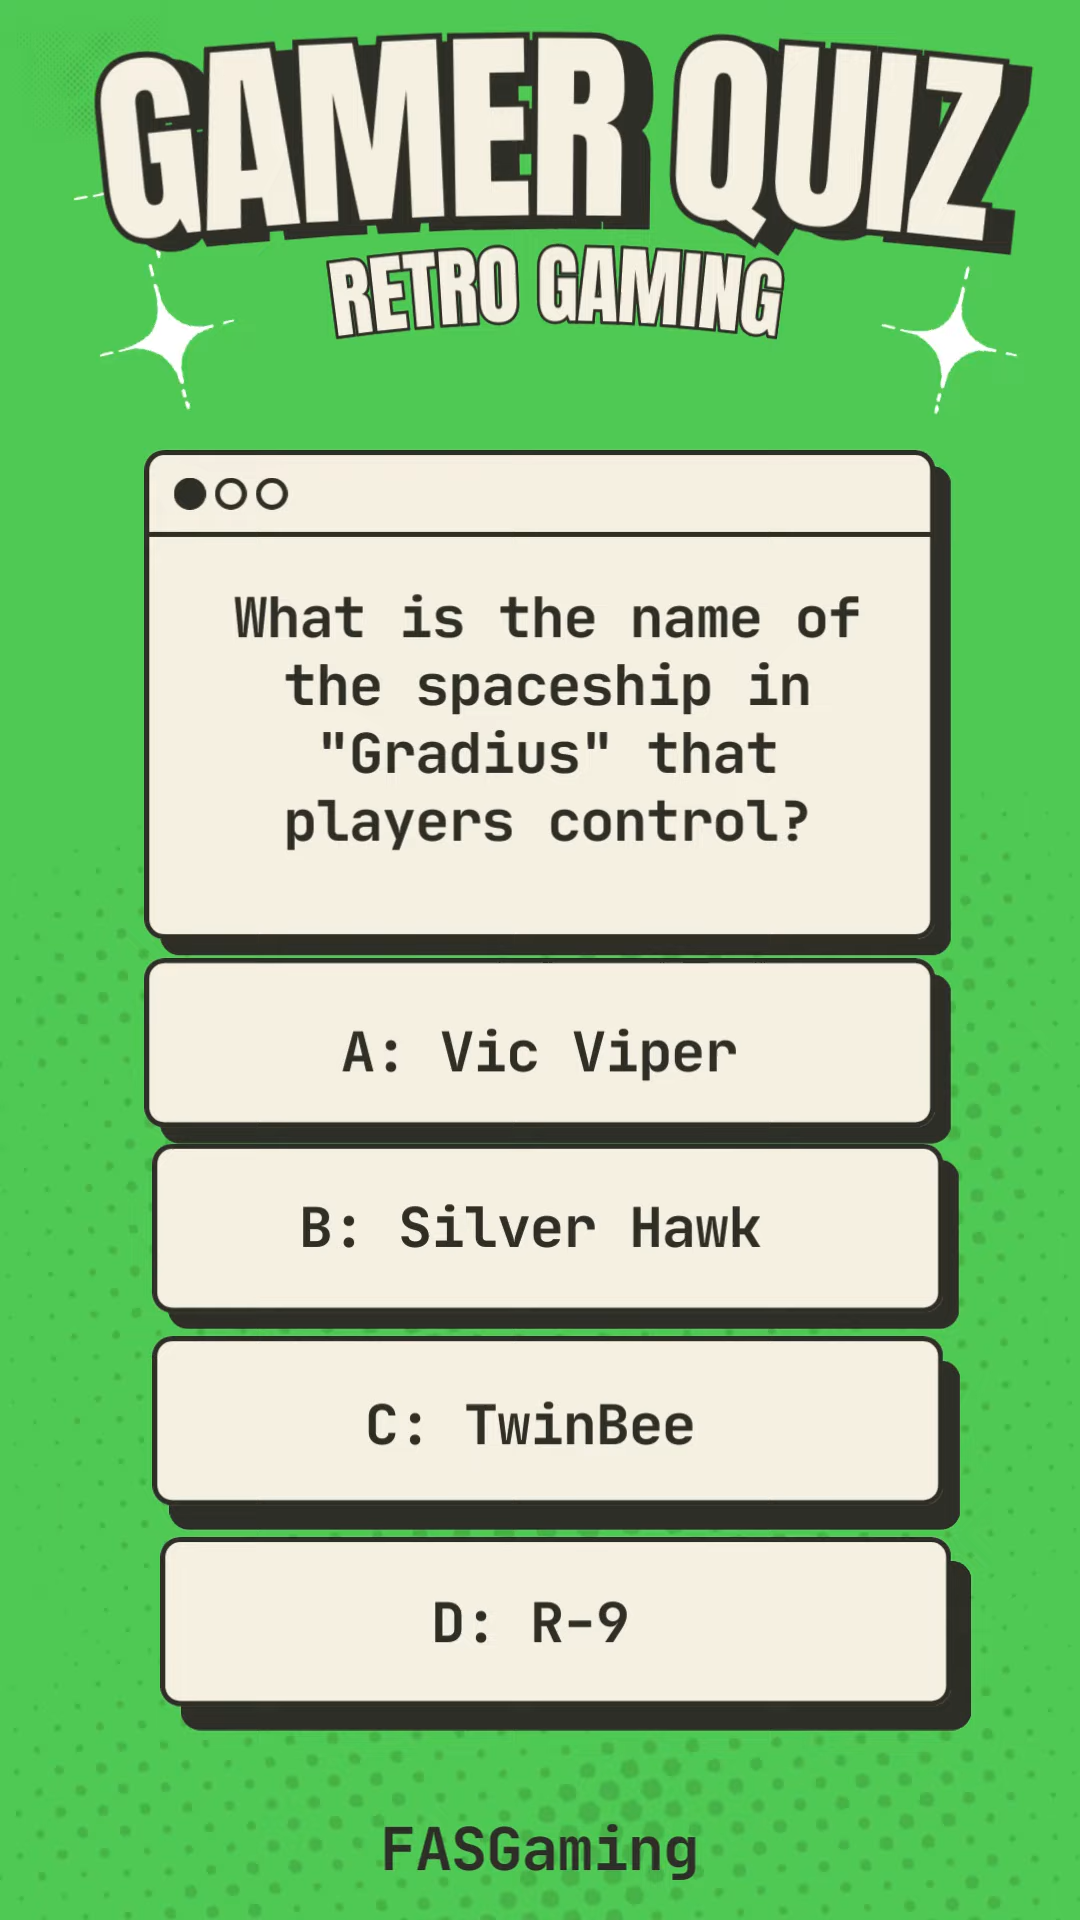 GAMER QUIZ
RETRO GAMING
What is the name of
the spaceship in
"Gradius" that
players control?
A: Vic Viper
B: Silver Hawk
C: TwinBee
D: R-9
FASGaming